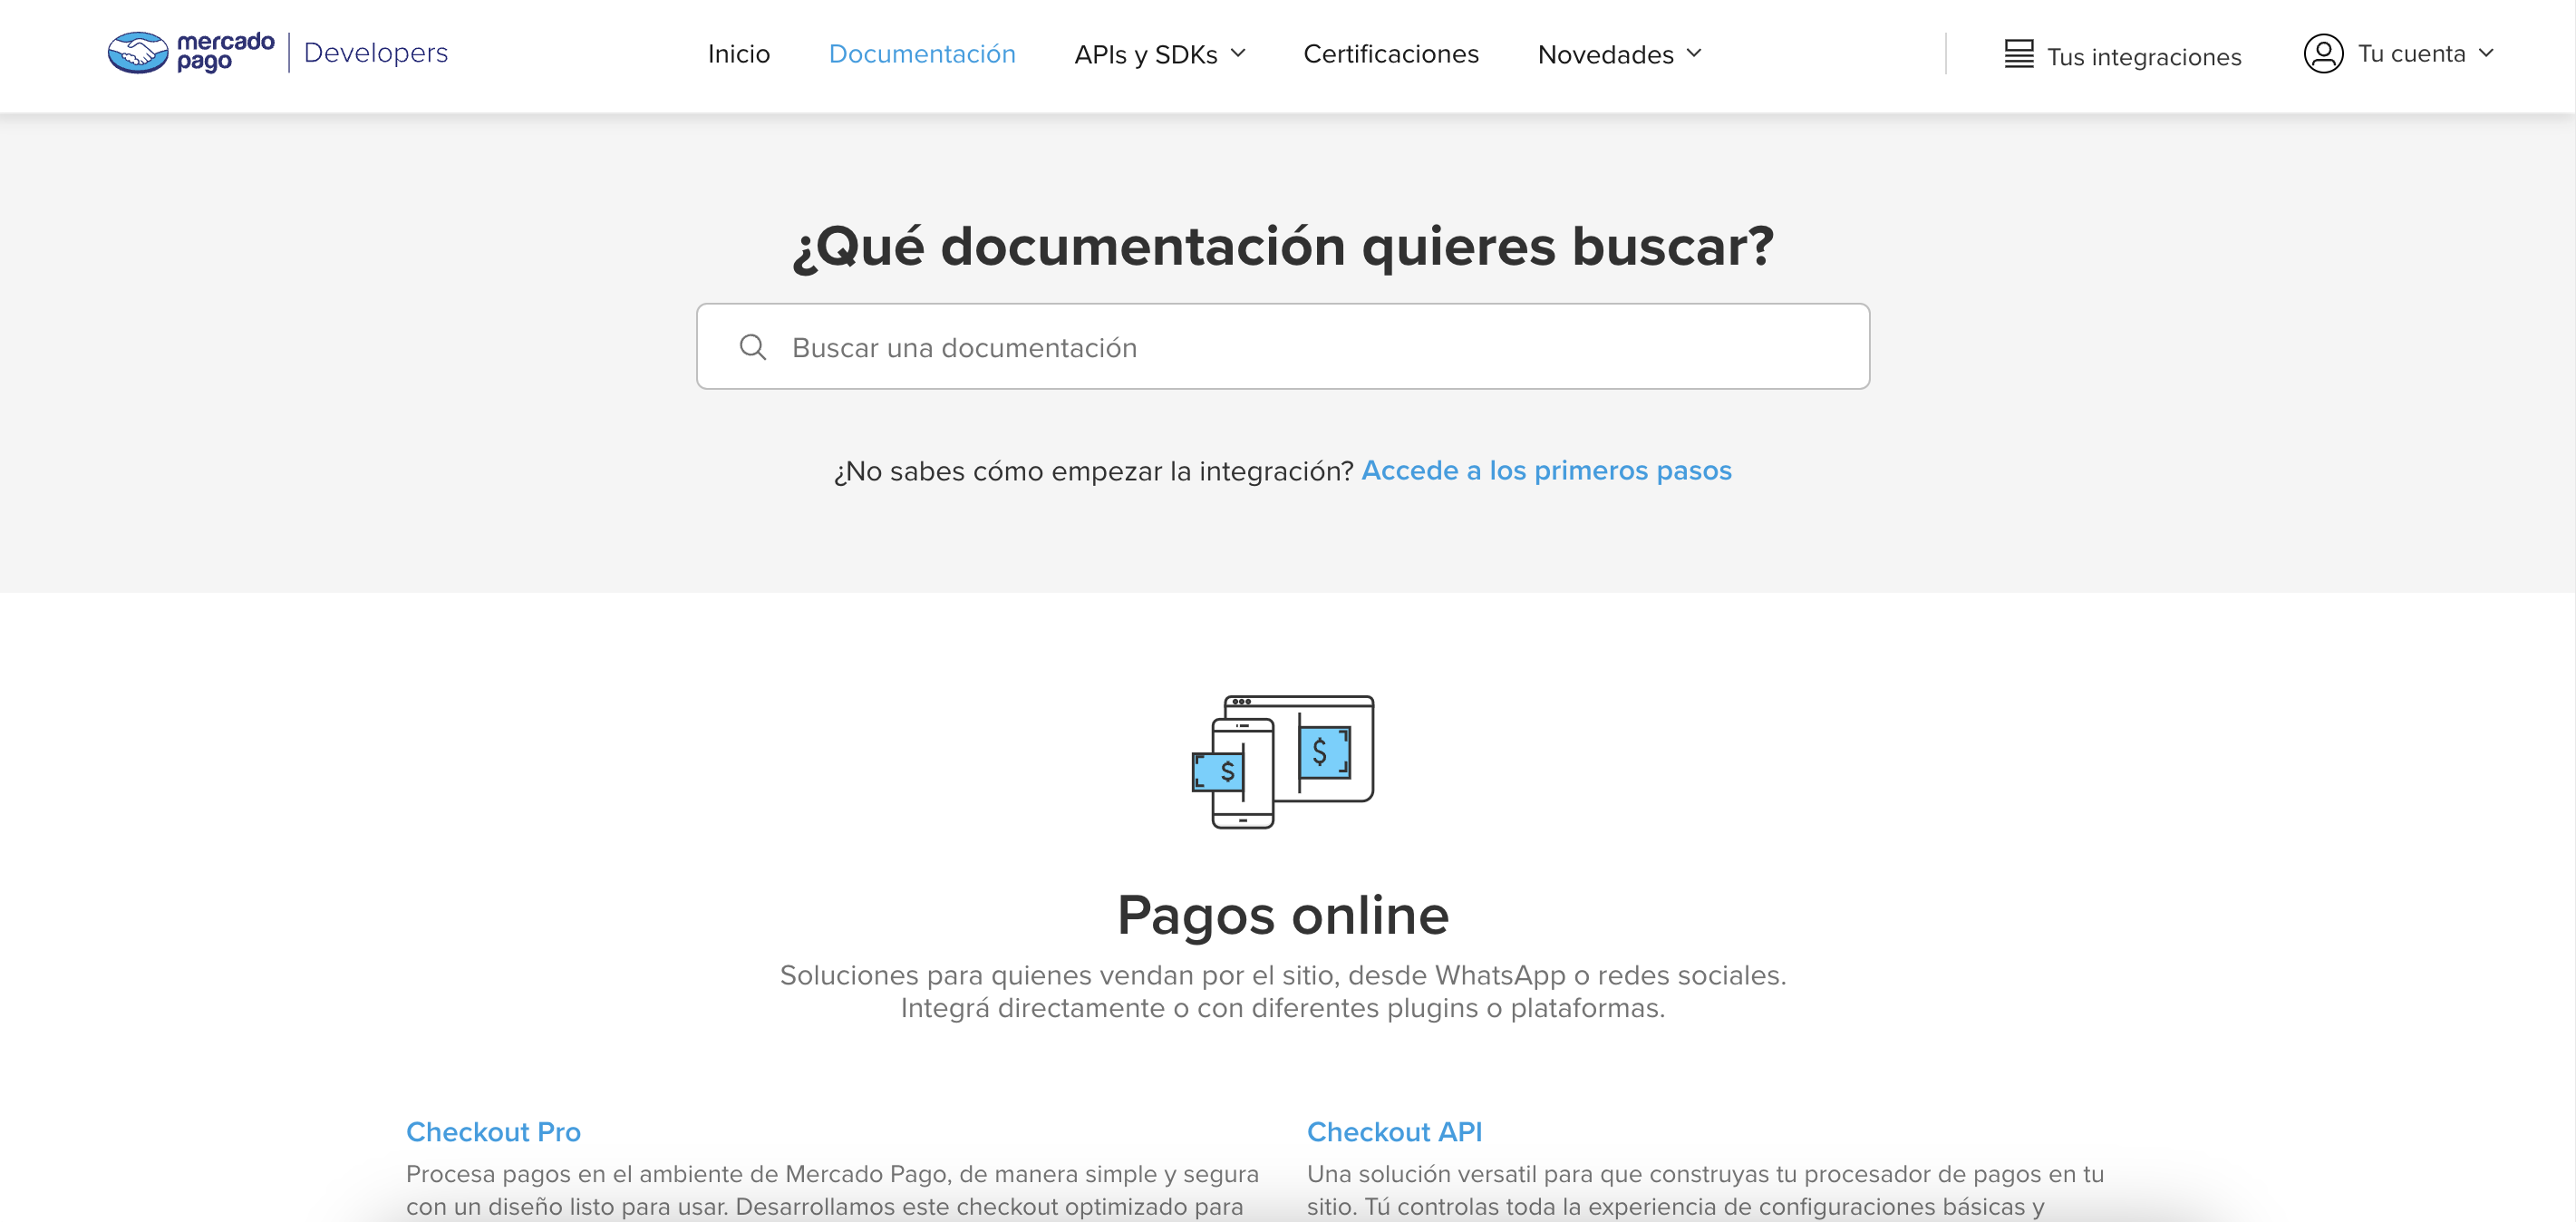 mercado pago | Developers
Inicio
Documentación
APIs y SDKs
Certificaciones
Novedades
Tus integraciones
Tu cuenta
¿Qué documentación quieres buscar?
Buscar una documentación
¿No sabes cómo empezar la integración? Accede a los primeros pasos
$
$
Pagos online
Soluciones para quienes vendan por el sitio, desde WhatsApp o redes sociales.
Integrá directamente o con diferentes plugins o plataformas.
Checkout Pro
Procesa pagos en el ambiente de Mercado Pago, de manera simple y segura
con un diseño listo para usar. Desarrollamos este checkout optimizado para
Checkout API
Una solución versatil para que construyas tu procesador de pagos en tu
sitio. Tú controlas toda la experiencia de configuraciones básicas y